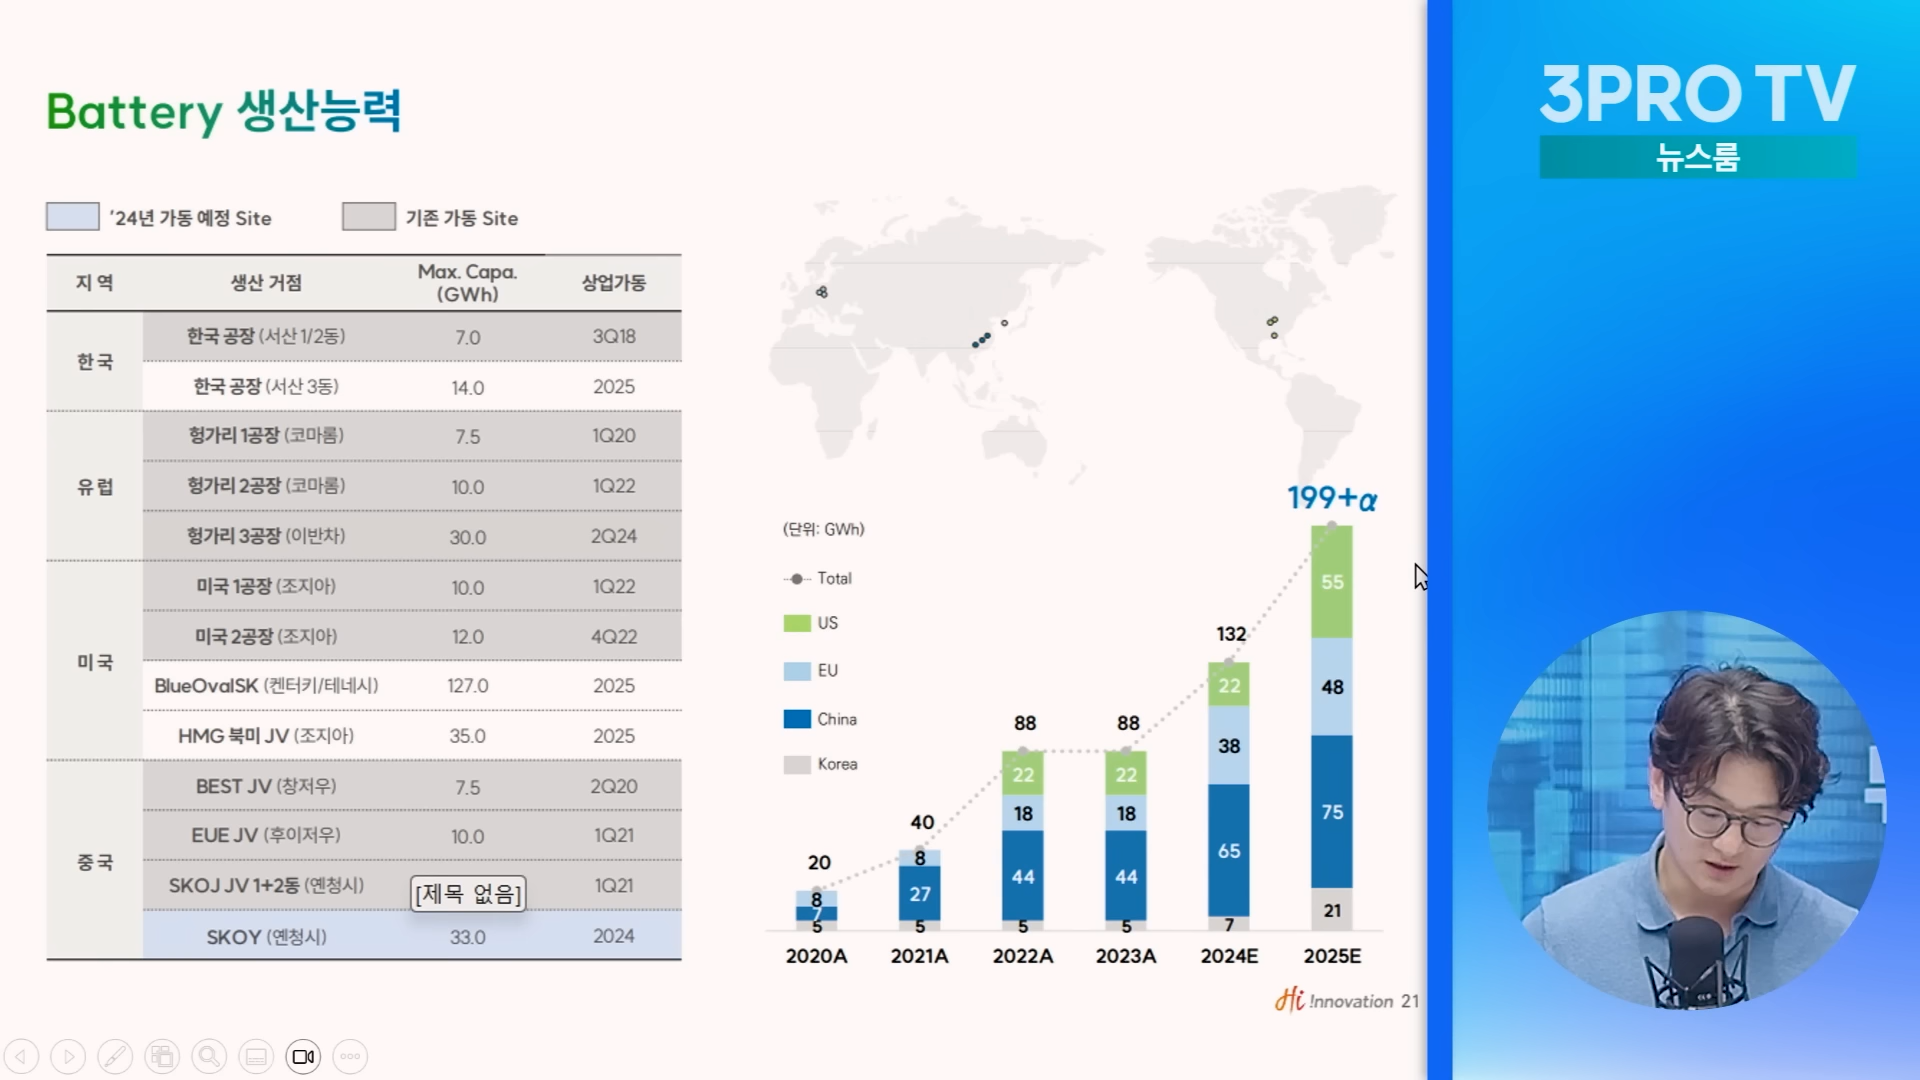 Battery 생산능력
'24년 가동 예정 Site
기존 가동 Site
지 역 생산 거점 Max. Capa. (GWh) 상업가동
한국
한국 공장 (서산 1/2동) 7.0 3Q18
한국 공장 (서산 3동) 14.0 2025
유럽
헝가리 1공장 (코마롬) 7.5 1Q20
헝가리 2공장 (코마롬) 10.0 1Q22
헝가리 3공장 (이반차) 30.0 2Q24
미국
미국 1공장 (조지아) 10.0 1Q22
미국 2공장 (조지아) 12.0 4Q22
BlueOvalSK (켄터키/테네시) 127.0 2025
HMG 북미 JV (조지아) 35.0 2025
중국
BEST JV (창저우) 7.5 2Q20
EUE JV (후이저우) 10.0 1Q21
SKOJ JV 1+2동 (옌청시) 1Q21
[제목 없음]
SKOY (옌청시) 33.0 2024
(단위: GWh)
Total
US
EU
China
Korea
20
8
7
5
2020A
40
8
27
5
2021A
88
22
18
44
5
2022A
88
22
18
44
5
2023A
132
22
38
65
7
2024E
199+α
55
48
75
21
2025E
Hi !nnovation 21
3PRO TV
뉴스룸